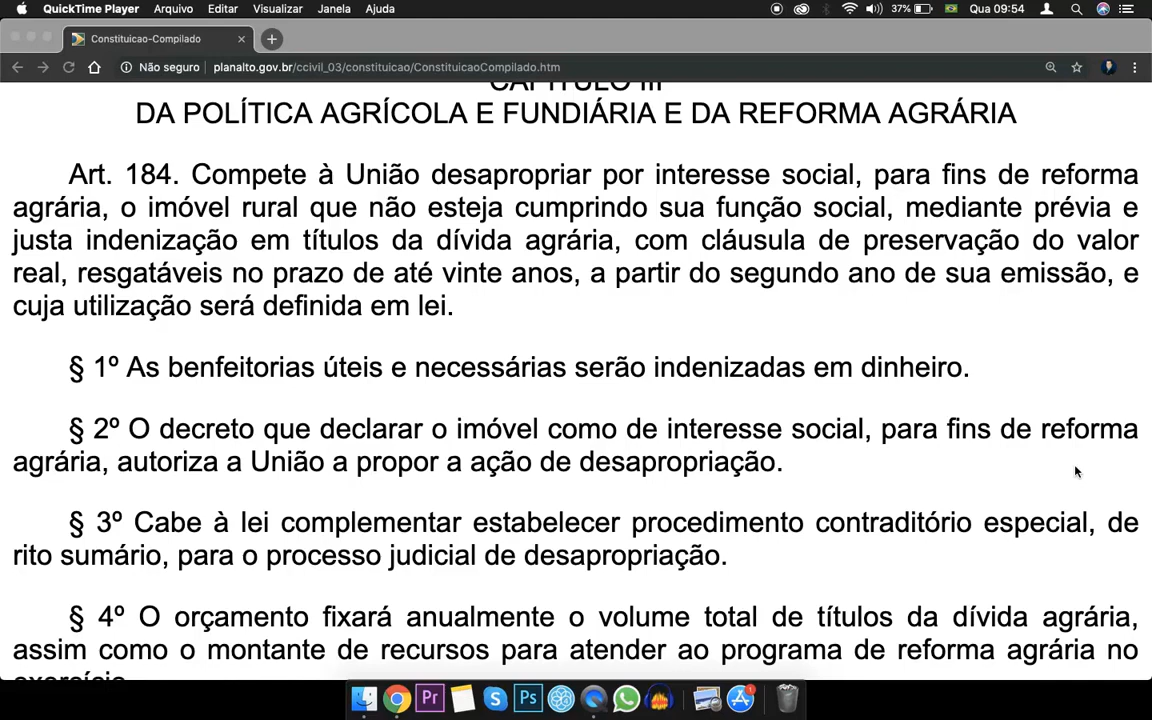 QuickTime Player Arquivo Editar Visualizar Janela Ajuda 37% Qua 09:54
Constituicao-Compilado
Não seguro planalto.gov.br/ccivil_03/constituicao/ConstituicaoCompilado.htm
CAPÍTULO III
DA POLÍTICA AGRÍCOLA E FUNDIÁRIA E DA REFORMA AGRÁRIA
Art. 184. Compete à União desapropriar por interesse social, para fins de reforma
agrária, o imóvel rural que não esteja cumprindo sua função social, mediante prévia e
justa indenização em títulos da dívida agrária, com cláusula de preservação do valor
real, resgatáveis no prazo de até vinte anos, a partir do segundo ano de sua emissão, e
cuja utilização será definida em lei.
§ 1º As benfeitorias úteis e necessárias serão indenizadas em dinheiro.
§ 2º O decreto que declarar o imóvel como de interesse social, para fins de reforma
agrária, autoriza a União a propor a ação de desapropriação.
§ 3º Cabe à lei complementar estabelecer procedimento contraditório especial, de
rito sumário, para o processo judicial de desapropriação.
§ 4º O orçamento fixará anualmente o volume total de títulos da dívida agrária,
assim como o montante de recursos para atender ao programa de reforma agrária no
exercício.
Pr Ps 1